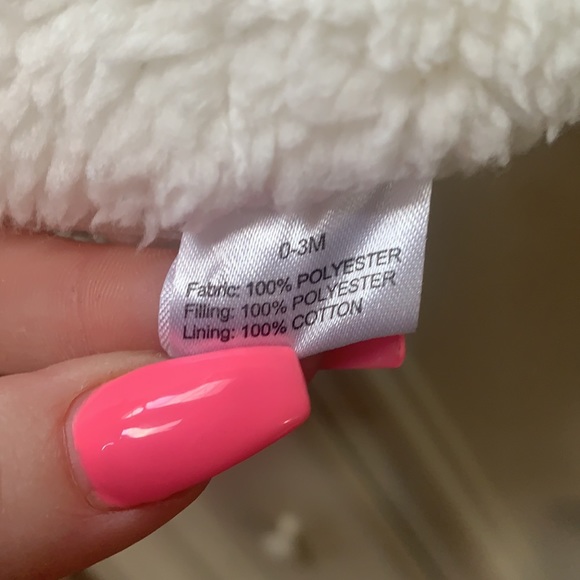 0-3M
Fabric: 100% POLYESTER
Filling: 100% POLYESTER
Lining: 100% COTTON